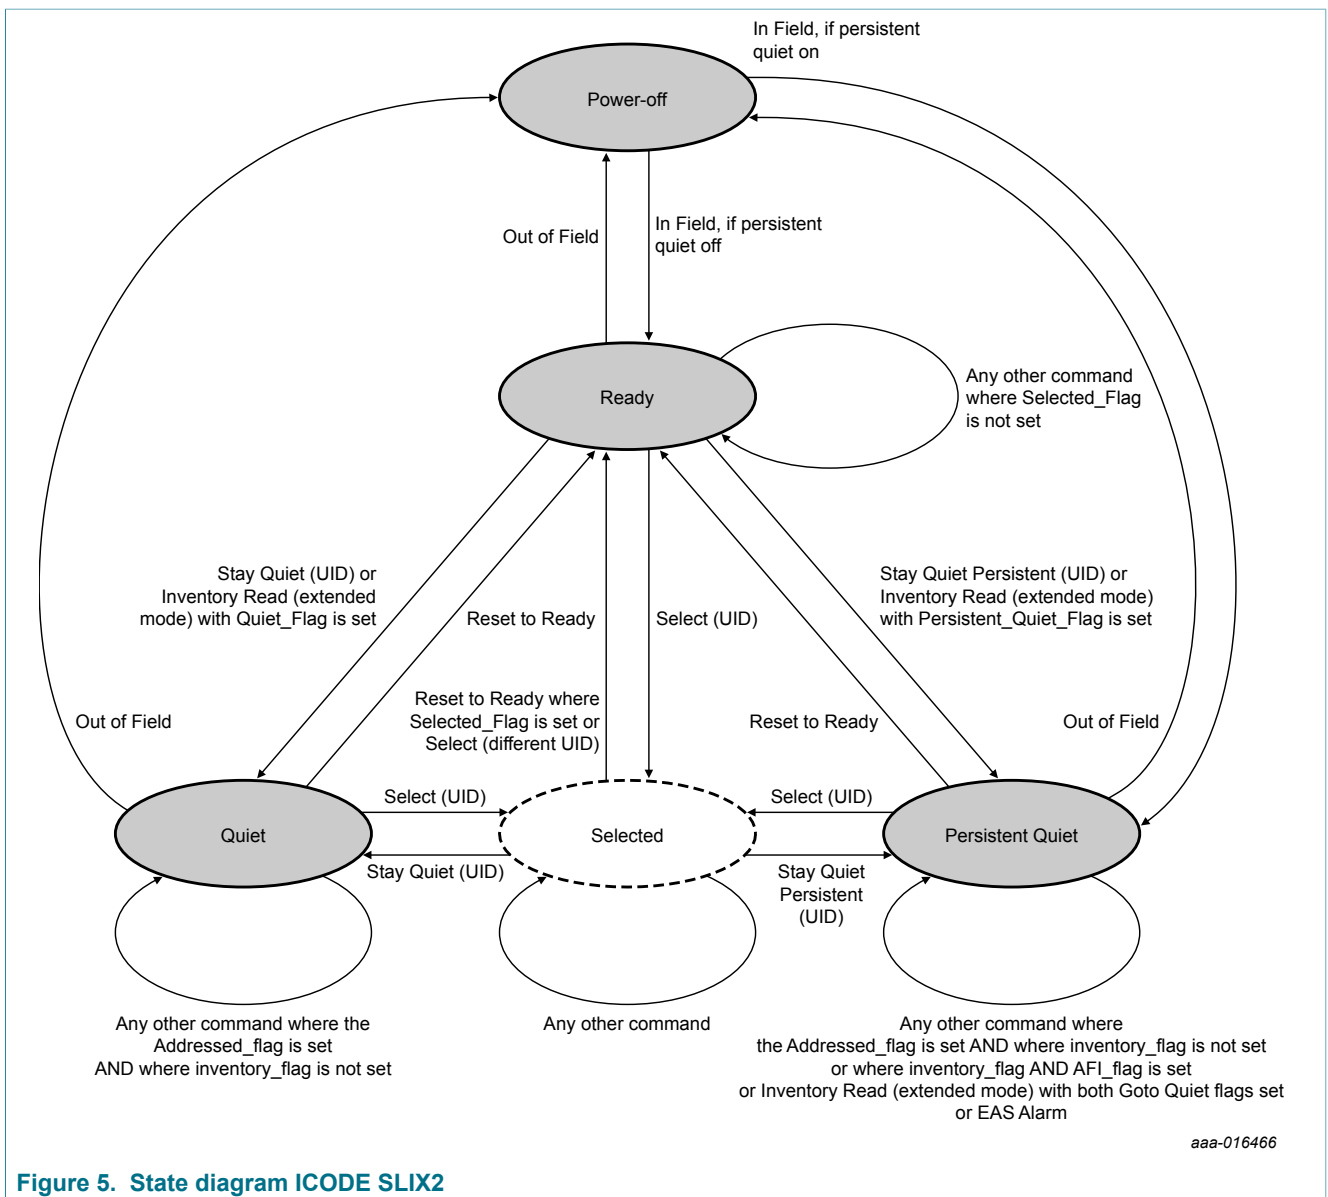 In Field, if persistent
quiet on
Power-off
Out of Field
In Field, if persistent
quiet off
Ready
Any other command
where Selected_Flag
is not set
Stay Quiet (UID) or
Inventory Read (extended
mode) with Quiet_Flag is set
Reset to Ready
Select (UID)
Stay Quiet Persistent (UID) or
Inventory Read (extended mode)
with Persistent_Quiet_Flag is set
Out of Field
Reset to Ready where
Selected_Flag is set or
Select (different UID)
Reset to Ready
Out of Field
Quiet
Select (UID)
Stay Quiet (UID)
Selected
Select (UID)
Stay Quiet
Persistent
(UID)
Persistent Quiet
Any other command where the
Addressed_flag is set
AND where inventory_flag is not set
Any other command
Any other command where
the Addressed_flag is set AND where inventory_flag is not set
or where inventory_flag AND AFI_flag is set
or Inventory Read (extended mode) with both Goto Quiet flags set
or EAS Alarm
aaa-016466
Figure 5. State diagram ICODE SLIX2